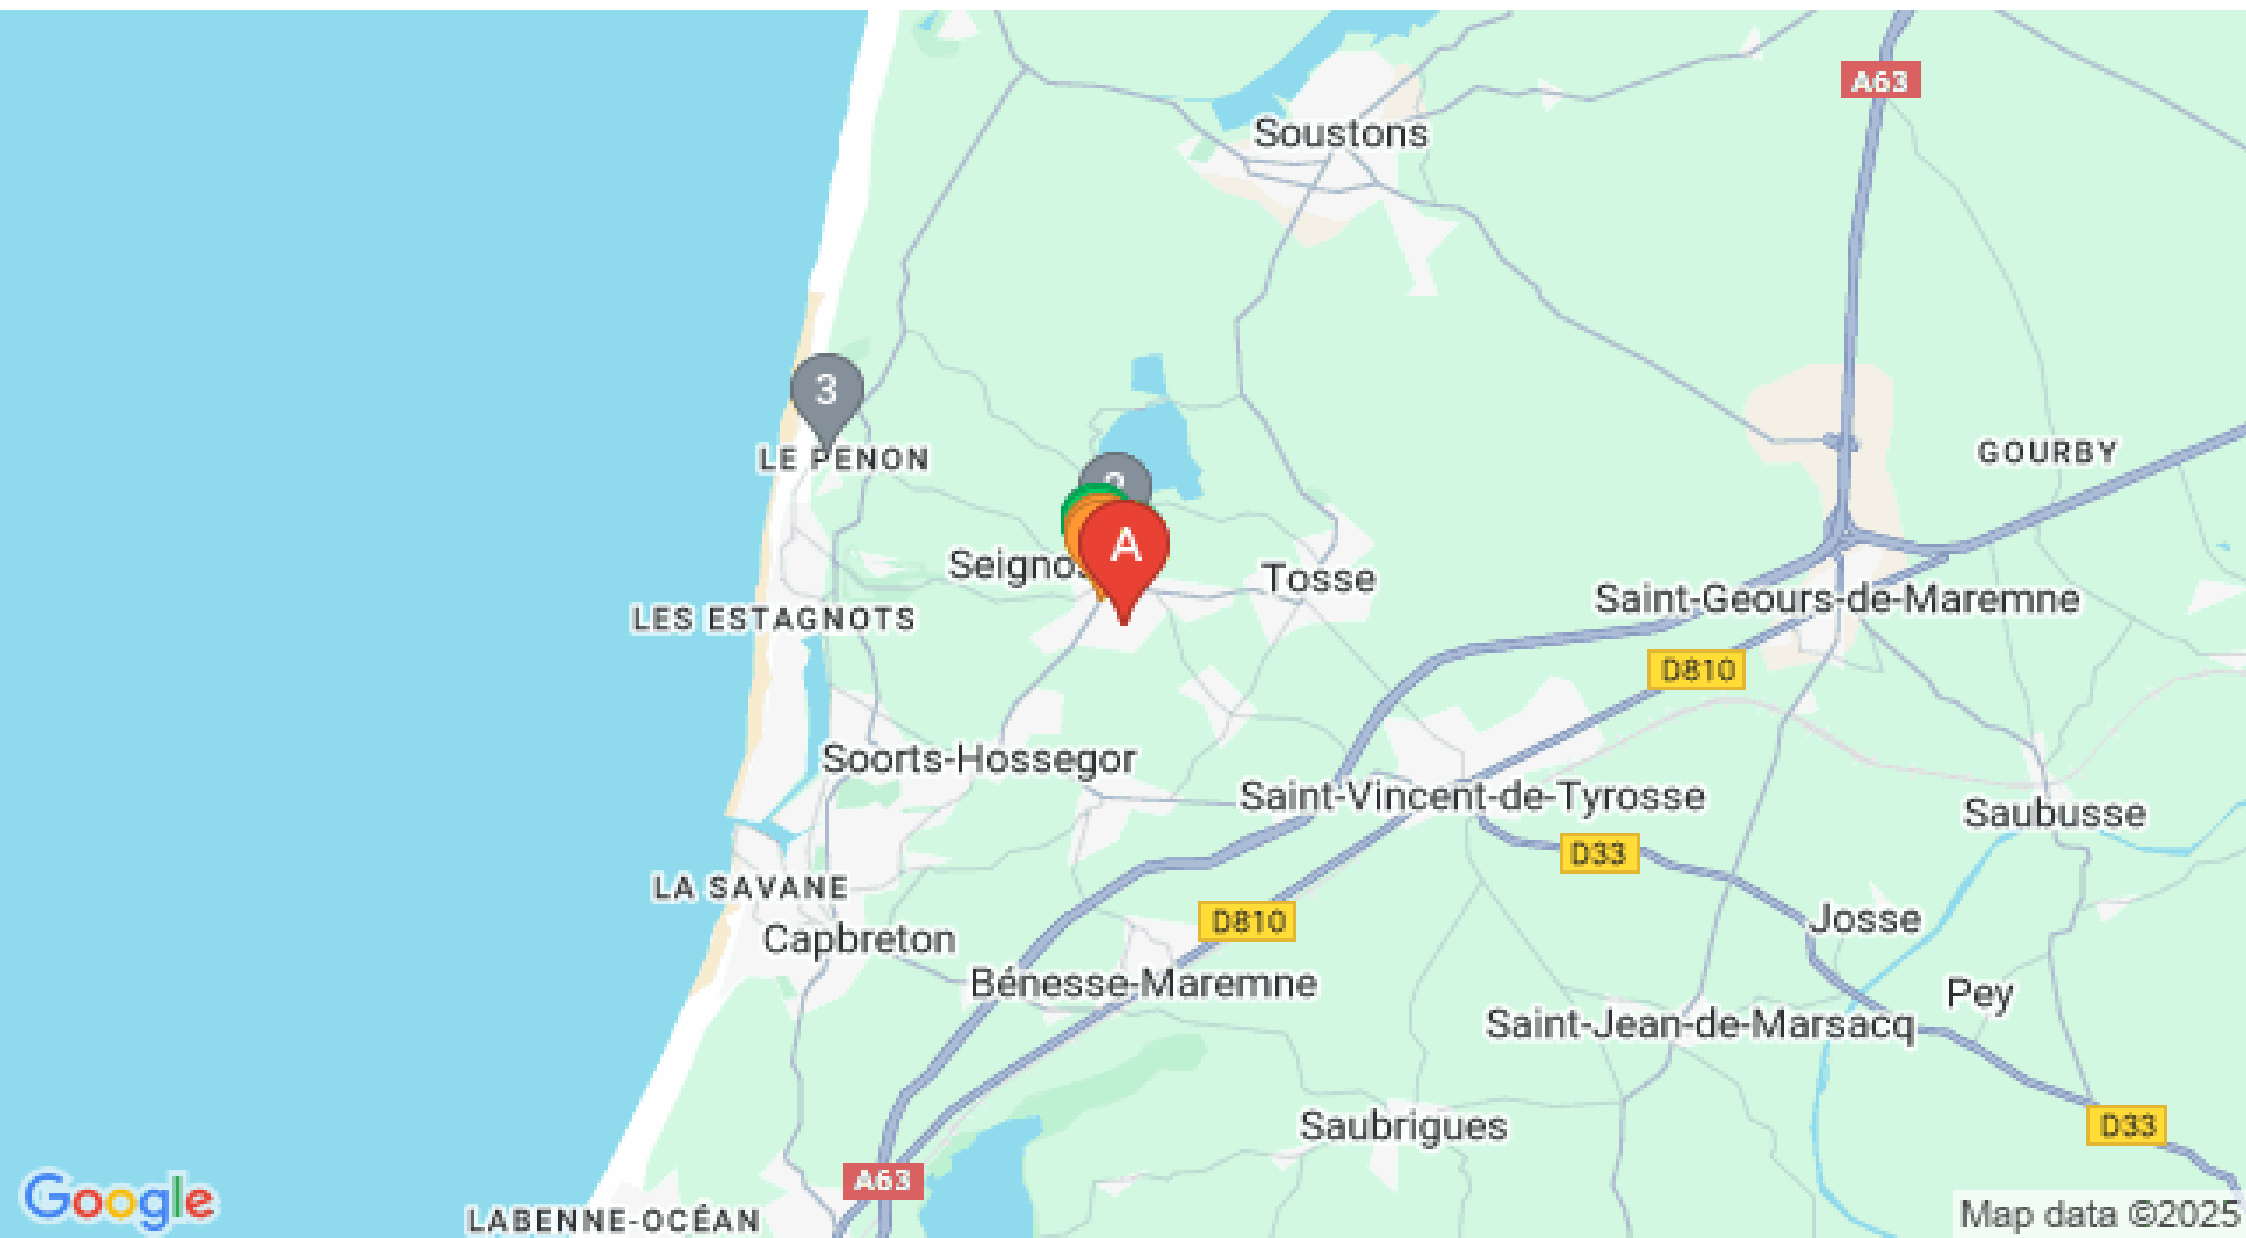 A63
Soustons
3
LE PENON
GOURBY
2
A
Seignos
Tosse
LES ESTAGNOTS
Saint-Geours-de-Maremne
D810
Soorts-Hossegor
Saint-Vincent-de-Tyrosse
Saubusse
D33
LA SAVANE
D810
Josse
Capbreton
Bénesse-Maremne
Pey
Saint-Jean-de-Marsacq
Saubrigues
D33
A63
Google
LABENNE-OCÉAN
Map data ©2025